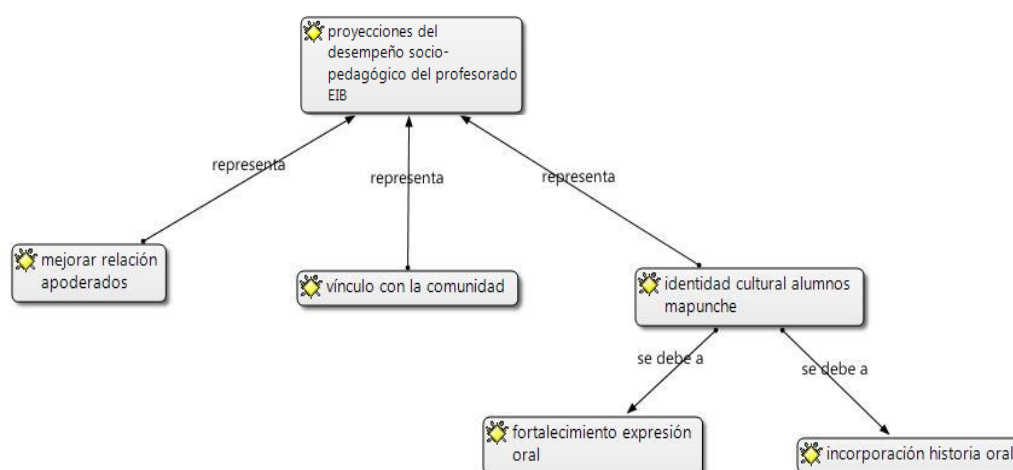 proyecciones del
desempeño socio-
pedagógico del profesorado
EIB
representa
representa
representa
mejorar relación
apoderados
vínculo con la comunidad
identidad cultural alumnos
mapunche
se debe a
se debe a
fortalecimiento expresión
oral
incorporación historia oral